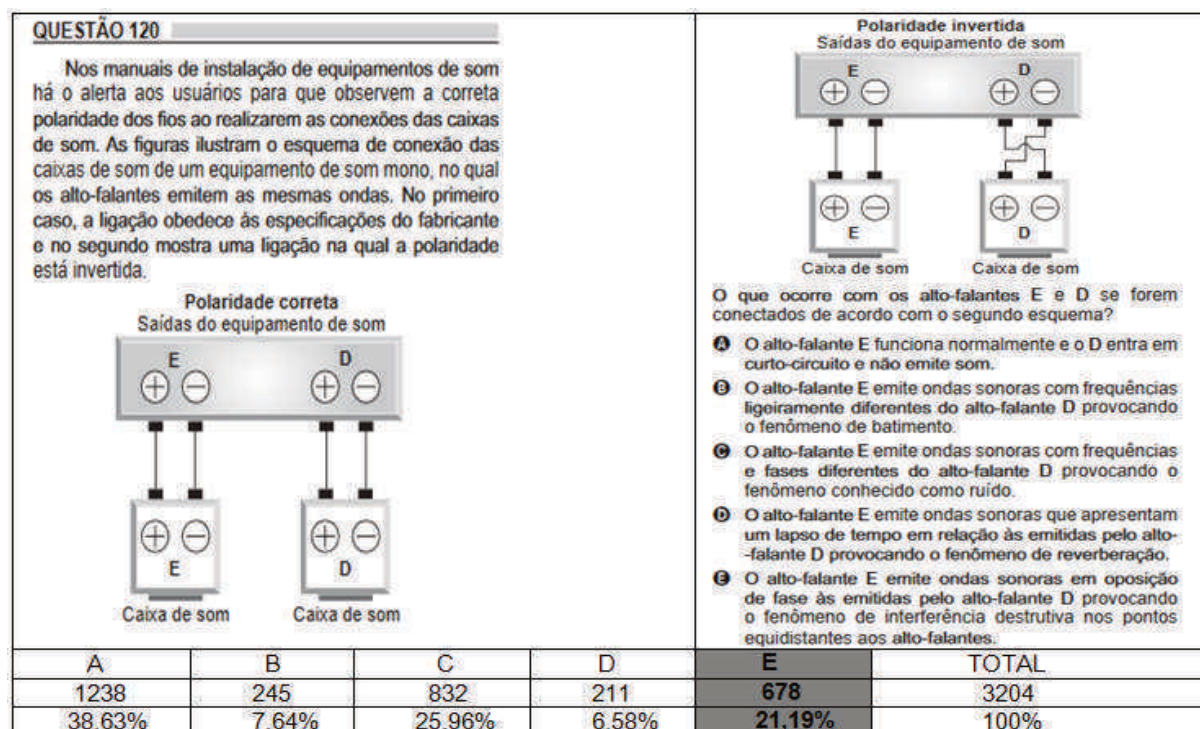 QUESTÃO 120
Nos manuais de instalação de equipamentos de som
há o alerta aos usuários para que observem a correta
polaridade dos fios ao realizarem as conexões das caixas
de som. As figuras ilustram o esquema de conexão das
caixas de som de um equipamento de som mono, no qual
os alto-falantes emitem as mesmas ondas. No primeiro
caso, a ligação obedece às especificações do fabricante
e no segundo mostra uma ligação na qual a polaridade
está invertida.
Polaridade correta
Saídas do equipamento de som
E D
+ − + −
+ − + −
E D
Caixa de som Caixa de som
Polaridade invertida
Saídas do equipamento de som
E D
+ − + −
+ − + −
E D
Caixa de som Caixa de som
O que ocorre com os alto-falantes E e D se forem
conectados de acordo com o segundo esquema?
A O alto-falante E funciona normalmente e o D entra em
curto-circuito e não emite som.
B O alto-falante E emite ondas sonoras com frequências
ligeiramente diferentes do alto-falante D provocando
o fenômeno de batimento.
C O alto-falante E emite ondas sonoras com frequências
e fases diferentes do alto-falante D provocando o
fenômeno conhecido como ruído.
D O alto-falante E emite ondas sonoras que apresentam
um lapso de tempo em relação às emitidas pelo alto-
-falante D provocando o fenômeno de reverberação.
E O alto-falante E emite ondas sonoras em oposição
de fase às emitidas pelo alto-falante D provocando
o fenômeno de interferência destrutiva nos pontos
equidistantes aos alto-falantes.
A B C D E TOTAL
1238 245 832 211 678 3204
38.63% 7.64% 25.96% 6.58% 21.19% 100%